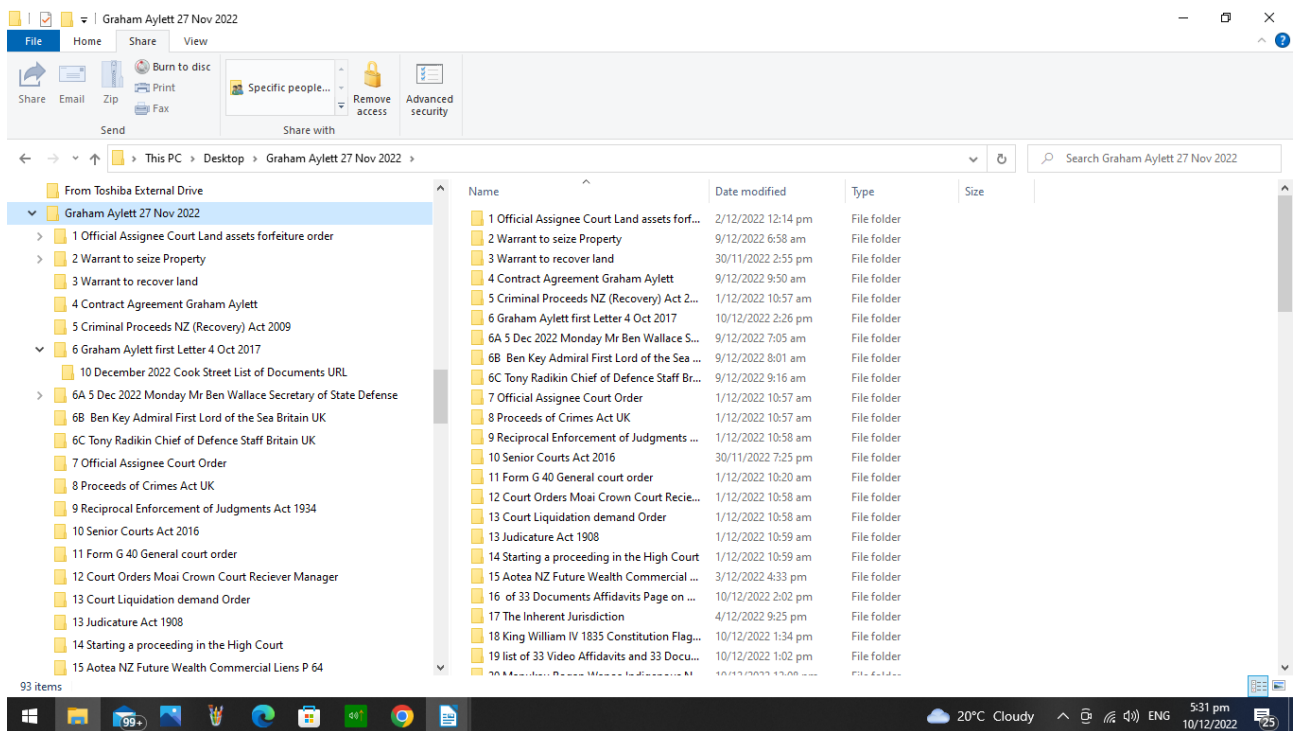 Graham Aylett 27 Nov 2022
File Home Share View
Share Email Zip Burn to disc Print Fax Specific people... Remove access Advanced security
Send Share with
This PC > Desktop > Graham Aylett 27 Nov 2022 > Search Graham Aylett 27 Nov 2022
From Toshiba External Drive
Graham Aylett 27 Nov 2022
1 Official Assignee Court Land assets forfeiture order
2 Warrant to seize Property
3 Warrant to recover land
4 Contract Agreement Graham Aylett
5 Criminal Proceeds NZ (Recovery) Act 2009
6 Graham Aylett first Letter 4 Oct 2017
10 December 2022 Cook Street List of Documents URL
6A 5 Dec 2022 Monday Mr Ben Wallace Secretary of State Defense
6B Ben Key Admiral First Lord of the Sea Britain UK
6C Tony Radikin Chief of Defence Staff Britain UK
7 Official Assignee Court Order
8 Proceeds of Crimes Act UK
9 Reciprocal Enforcement of Judgments Act 1934
10 Senior Courts Act 2016
11 Form G 40 General court order
12 Court Orders Moai Crown Court Reciever Manager
13 Court Liquidation demand Order
13 Judicature Act 1908
14 Starting a proceeding in the High Court
15 Aotea NZ Future Wealth Commercial Liens P 64
Name Date modified Type Size
1 Official Assignee Court Land assets forf... 2/12/2022 12:14 pm File folder
2 Warrant to seize Property 9/12/2022 6:58 am File folder
3 Warrant to recover land 30/11/2022 2:55 pm File folder
4 Contract Agreement Graham Aylett 9/12/2022 9:50 am File folder
5 Criminal Proceeds NZ (Recovery) Act 2... 1/12/2022 10:57 am File folder
6 Graham Aylett first Letter 4 Oct 2017 10/12/2022 2:26 pm File folder
6A 5 Dec 2022 Monday Mr Ben Wallace S... 9/12/2022 7:05 am File folder
6B Ben Key Admiral First Lord of the Sea ... 9/12/2022 8:01 am File folder
6C Tony Radikin Chief of Defence Staff Br... 9/12/2022 9:16 am File folder
7 Official Assignee Court Order 1/12/2022 10:57 am File folder
8 Proceeds of Crimes Act UK 1/12/2022 10:57 am File folder
9 Reciprocal Enforcement of Judgments ... 1/12/2022 10:58 am File folder
10 Senior Courts Act 2016 30/11/2022 7:25 pm File folder
11 Form G 40 General court order 1/12/2022 10:20 am File folder
12 Court Orders Moai Crown Court Recie... 1/12/2022 10:58 am File folder
13 Court Liquidation demand Order 1/12/2022 10:58 am File folder
13 Judicature Act 1908 1/12/2022 10:59 am File folder
14 Starting a proceeding in the High Court 1/12/2022 10:59 am File folder
15 Aotea NZ Future Wealth Commercial ... 3/12/2022 4:33 pm File folder
16 of 33 Documents Affidavits Page on ... 10/12/2022 2:02 pm File folder
17 The Inherent Jurisdiction 4/12/2022 9:25 pm File folder
18 King William IV 1835 Constitution Flag... 10/12/2022 1:34 pm File folder
19 list of 33 Video Affidavits and 33 Docu... 10/12/2022 1:02 pm File folder
93 items
99+ 20°C Cloudy ENG 5:31 pm
10/12/2022 25